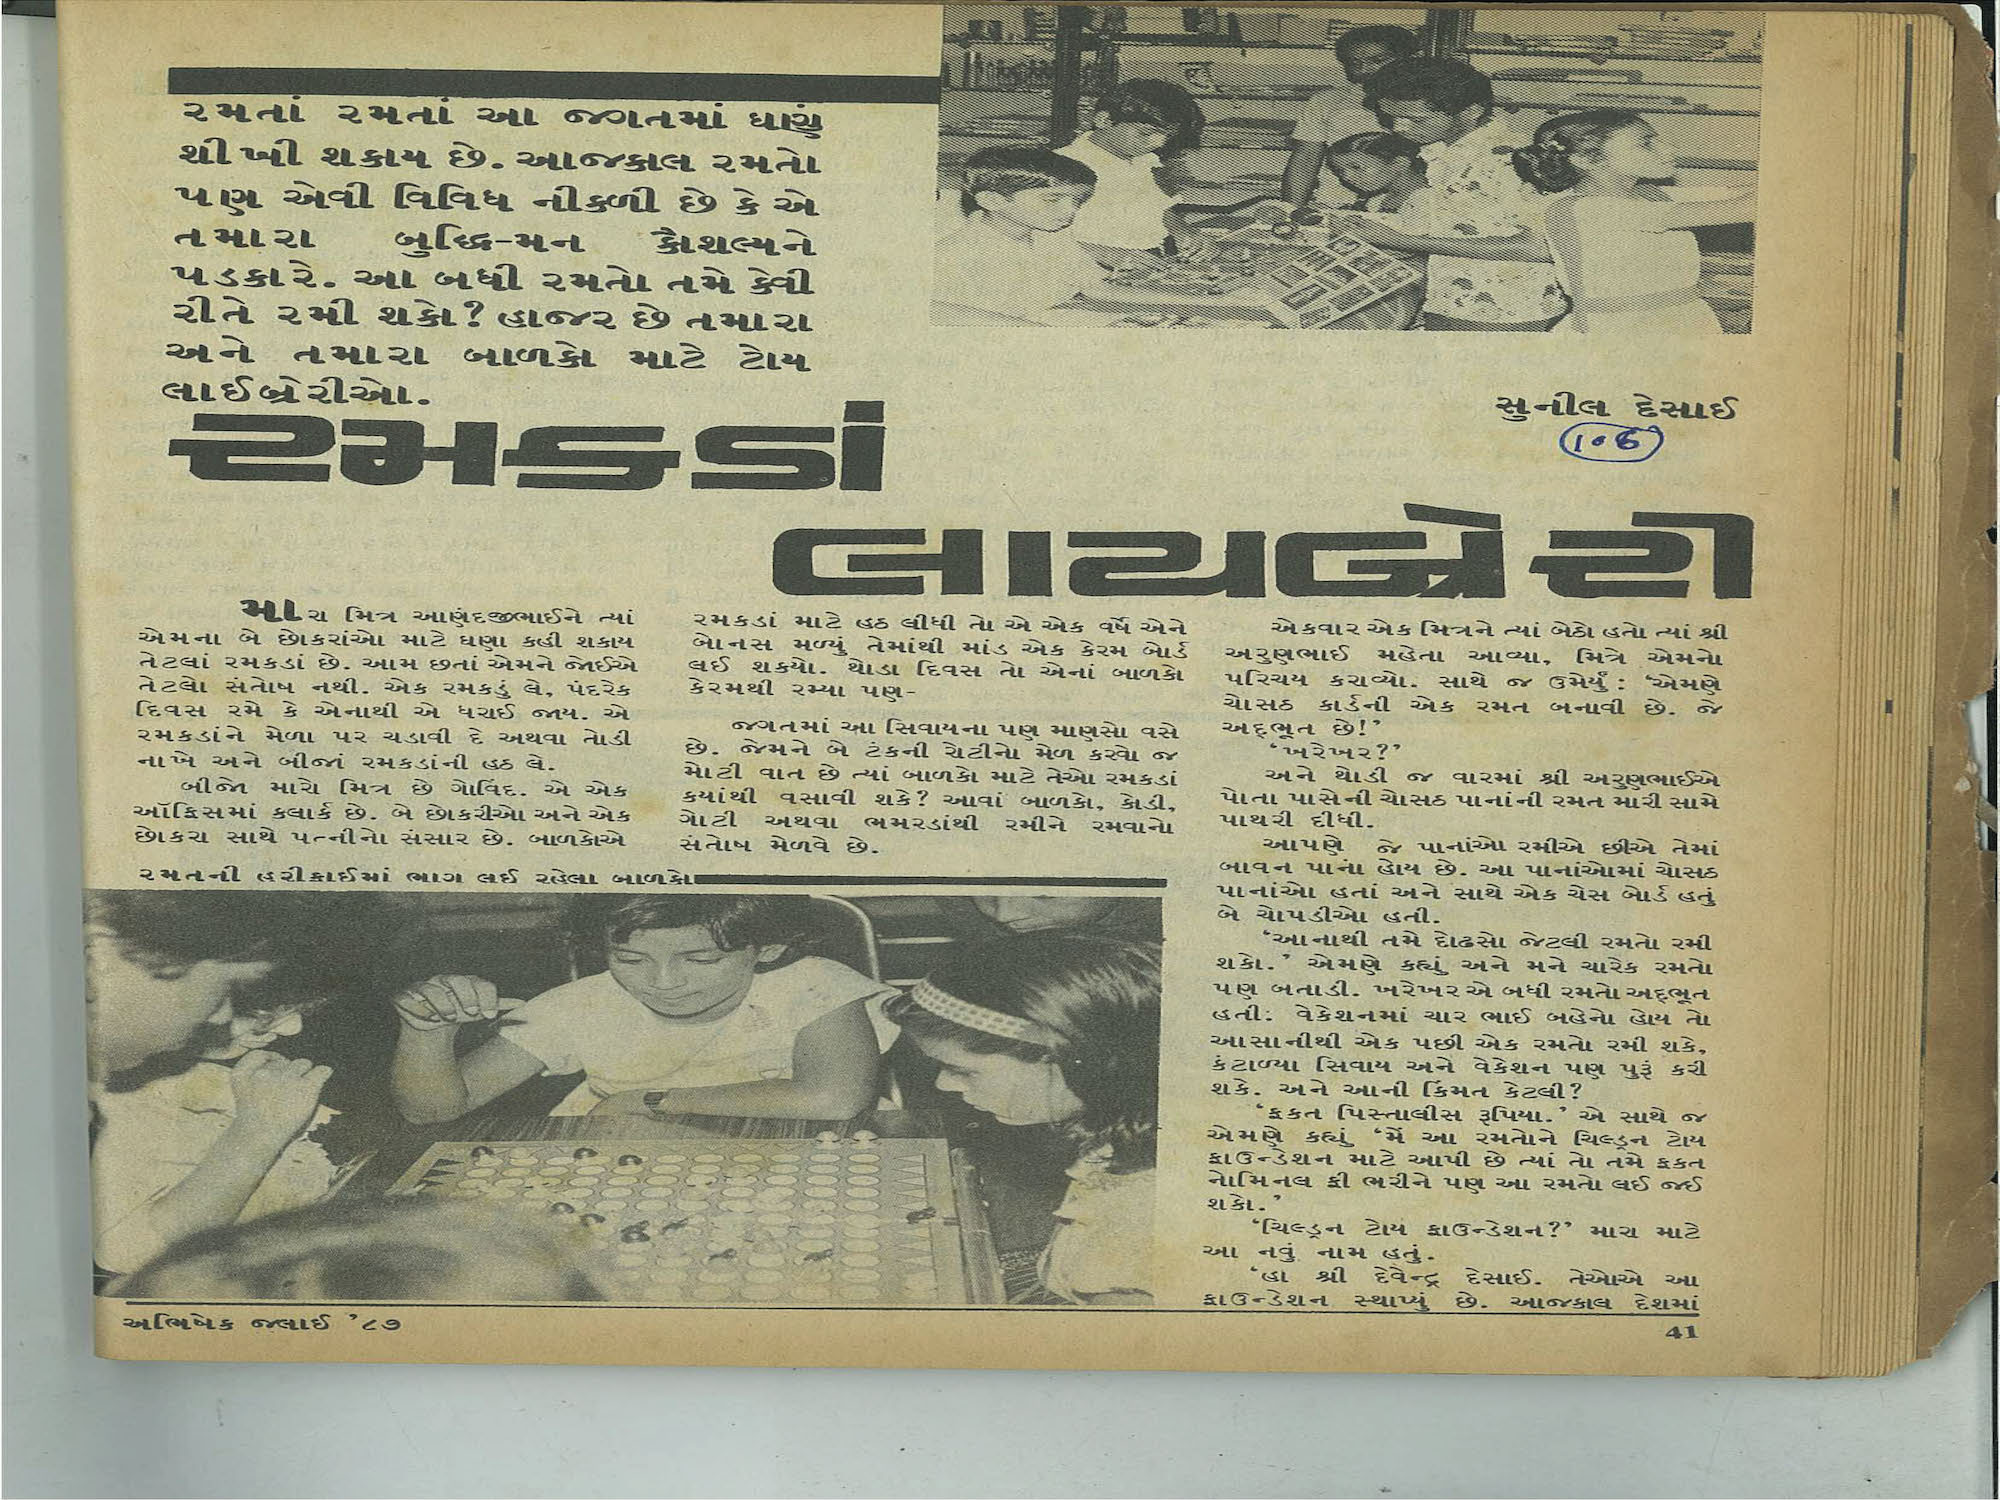 રમતાં રમતાં આ જગતમાં ઘણું
શીખી શકાય છે. આજકાલ રમતો
પણ એવી વિવિધ નીકળી છે કે એ
તમારા બુદ્ધિ-મન કૌશલ્યને
પડકારે. આ બધી રમતો તમે કેવી
રીતે રમી શકો? હાજર છે તમારા
અને તમારા બાળકો માટે ટોય
લાઈબ્રેરીઓ.
સુનીલ દેસાઈ
106
રમકડાં
લાયબ્રેરી
મારા મિત્ર આણંદજીભાઈને ત્યાં
એમના બે છોકરાંઓ માટે ઘણા કહી શકાય
તેટલાં રમકડાં છે. આમ છતાં એમને જોઈએ
તેટલો સંતોષ નથી. એક રમકડું લે, પંદરેક
દિવસ રમે કે એનાથી એ ધરાઈ જાય. એ
રમકડાંને મેળા પર ચડાવી દે અથવા તોડી
નાખે અને બીજાં રમકડાંની હઠ લે.
બીજો મારો મિત્ર છે ગોવિંદ. એ એક
ઑફિસમાં કલાર્ક છે. બે છોકરીઓ અને એક
છોકરા સાથે પત્નીનો સંસાર છે. બાળકોએ
રમકડાં માટે હઠ લીધી તો એ એક વર્ષે એને
બોનસ મળ્યું તેમાંથી માંડ એક કેરમ બોર્ડ
લઈ શકયો. થોડા દિવસ તો એનાં બાળકો
કેરમથી રમ્યા પણ-
જગતમાં આ સિવાયના પણ માણસો વસે
છે. જેમને બે ટંકની રોટીનો મેળ કરવો જ
મોટી વાત છે ત્યાં બાળકો માટે તેઓ રમકડાં
કયાંથી વસાવી શકે? આવાં બાળકો, કોડી,
ગોટી અથવા ભમરડાંથી રમીને રમવાનો
સંતોષ મેળવે છે.
રમતની હરીફાઈમાં ભાગ લઈ રહેલા બાળકો
એકવાર એક મિત્રને ત્યાં બેઠો હતો ત્યાં શ્રી
અરુણભાઈ મહેતા આવ્યા, મિત્રે એમનો
પરિચય કરાવ્યો. સાથે જ ઉમેર્યું : ‘એમણે
ચોસઠ કાર્ડની એક રમત બનાવી છે. જે
અદ્ભૂત છે!’
‘ખરેખર?’
અને થોડી જ વારમાં શ્રી અરુણભાઈએ
પોતા પાસેની ચોસઠ પાનાંની રમત મારી સામે
પાથરી દીધી.
આપણે જે પાનાંઓ રમીએ છીએ તેમાં
બાવન પાનાં હોય છે. આ પાનાંઓમાં ચોસઠ
પાનાંઓ હતાં અને સાથે એક ચેસ બોર્ડ હતું
બે ચોપડીઓ હતી.
‘આનાથી તમે દોઢસો જેટલી રમતો રમી
શકો.’ એમણે કહ્યું અને મને ચારેક રમતો
પણ બતાડી. ખરેખર એ બધી રમતો અદ્ભૂત
હતી: વેકેશનમાં ચાર ભાઈ બહેનો હોય તો
આસાનીથી એક પછી એક રમતો રમી શકે,
કંટાળ્યા સિવાય અને વેકેશન પણ પુરૂં કરી
શકે. અને આની કિંમત કેટલી?
‘ફકત પિસ્તાલીસ રૂપિયા.’ એ સાથે જ
એમણે કહ્યું ‘મેં આ રમતોને ચિલ્ડ્રન ટોય
ફાઉન્ડેશન માટે આપી છે ત્યાં તો તમે ફકત
નોમિનલ ફી ભરીને પણ આ રમતો લઈ જઈ
શકો.’
‘ચિલ્ડ્રન ટોય ફાઉન્ડેશન?’ મારા માટે
આ નવું નામ હતું.
‘હા શ્રી દેવેન્દ્ર દેસાઈ. તેઓએ આ
ફાઉન્ડેશન સ્થાપ્યું છે. આજકાલ દેશમાં
અભિષેક જુલાઈ ’૮૭
41